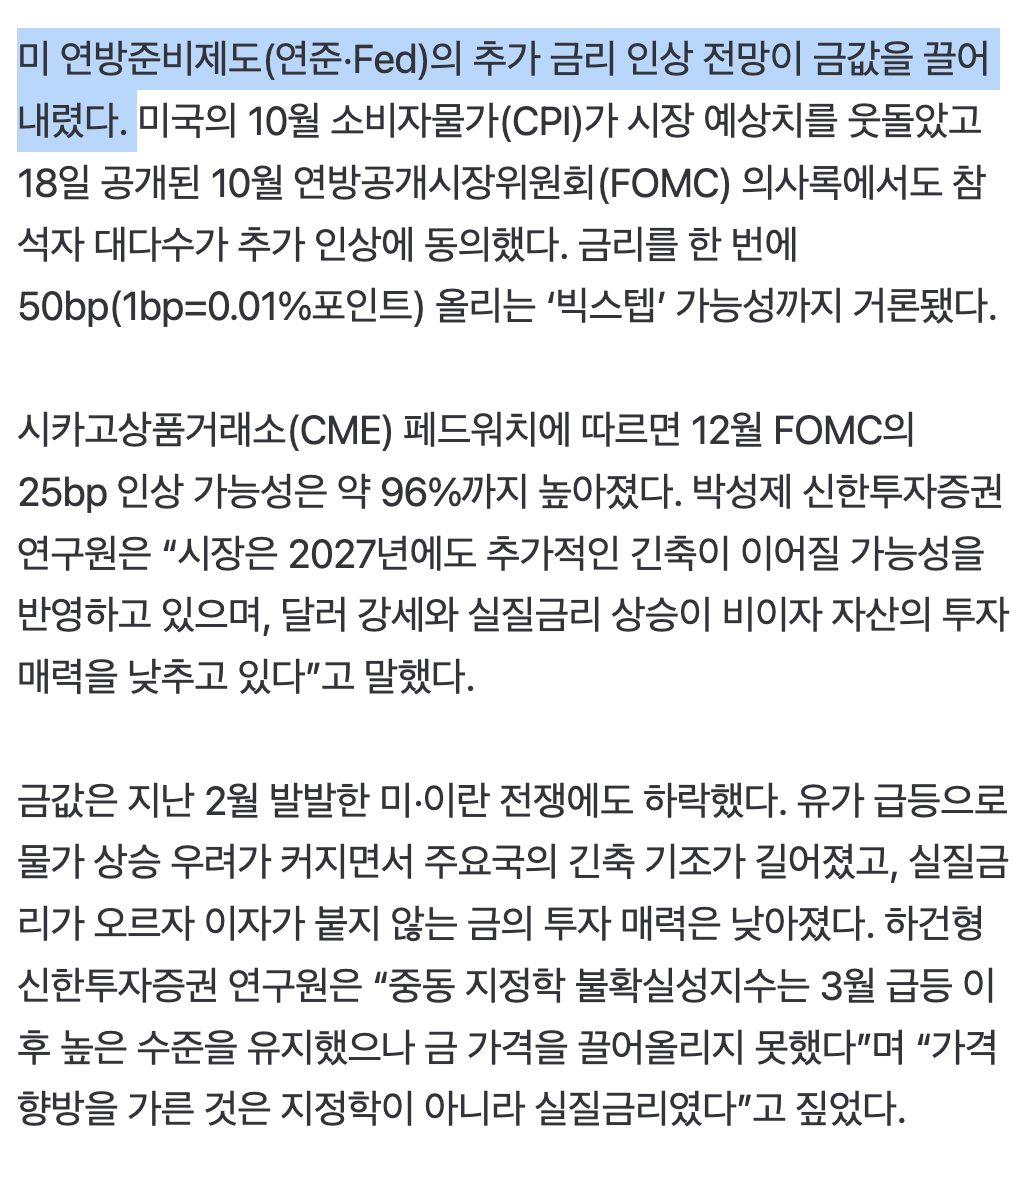 미 연방준비제도(연준·Fed)의 추가 금리 인상 전망이 금값을 끌어
내렸다. 미국의 10월 소비자물가(CPI)가 시장 예상치를 웃돌았고
18일 공개된 10월 연방공개시장위원회(FOMC) 의사록에서도 참
석자 대다수가 추가 인상에 동의했다. 금리를 한 번에
50bp(1bp=0.01%포인트) 올리는 ‘빅스텝’ 가능성까지 거론됐다.
시카고상품거래소(CME) 페드워치에 따르면 12월 FOMC의
25bp 인상 가능성은 약 96%까지 높아졌다. 박성제 신한투자증권
연구원은 “시장은 2027년에도 추가적인 긴축이 이어질 가능성을
반영하고 있으며, 달러 강세와 실질금리 상승이 비이자 자산의 투자
매력을 낮추고 있다”고 말했다.
금값은 지난 2월 발발한 미·이란 전쟁에도 하락했다. 유가 급등으로
물가 상승 우려가 커지면서 주요국의 긴축 기조가 길어졌고, 실질금
리가 오르자 이자가 붙지 않는 금의 투자 매력은 낮아졌다. 하건형
신한투자증권 연구원은 “중동 지정학 불확실성지수는 3월 급등 이
후 높은 수준을 유지했으나 금 가격을 끌어올리지 못했다”며 “가격
향방을 가른 것은 지정학이 아니라 실질금리였다”고 짚었다.